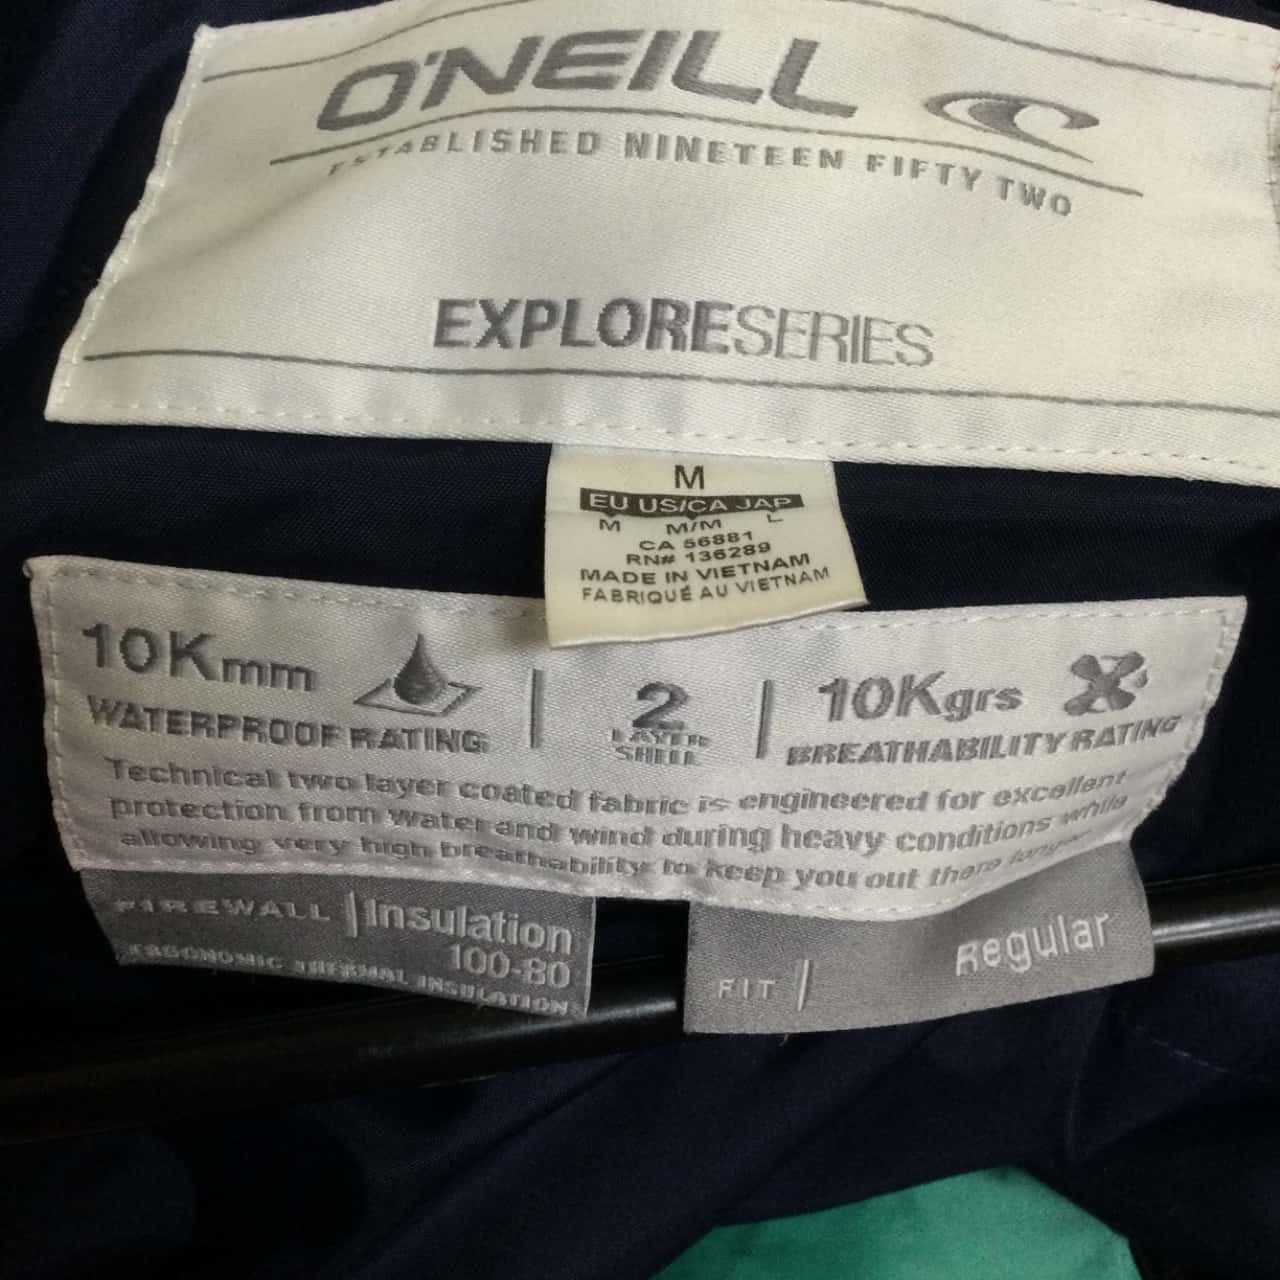 O'NEILL
ESTABLISHED NINETEEN FIFTY TWO
EXPLORESERIES
M
EU US/CA JAP
M M/M L
CA 56881
RN# 136289
MADE IN VIETNAM
FABRIQUÉ AU VIETNAM
10Kmm | 2 | 10Kgrs
WATERPROOF RATING LAYER SHELL BREATHABILITY RATING
Technical two layer coated fabric is engineered for excellent
protection from water and wind during heavy conditions while
allowing very high breathability to keep you out there longer
FIREWALL | Insulation
100-80
ERGONOMIC THERMAL INSULATION
FIT | Regular